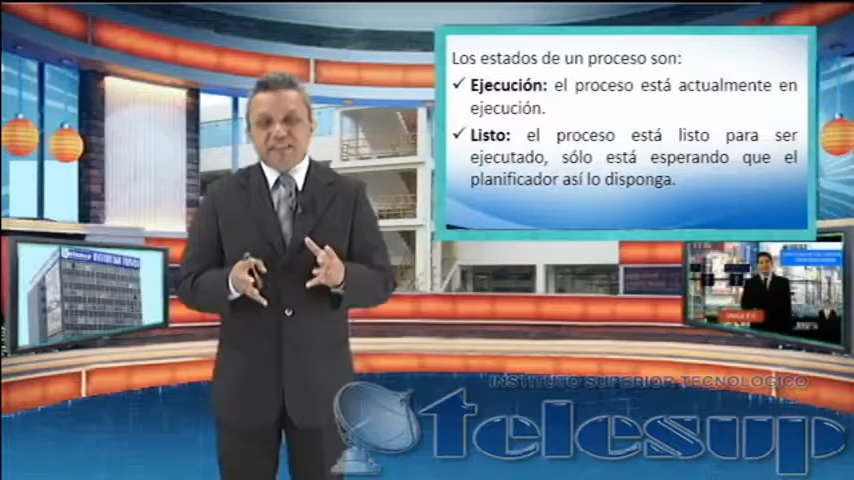 Los estados de un proceso son:
✓ Ejecución: el proceso está actualmente en
ejecución.
✓ Listo: el proceso está listo para ser
ejecutado, sólo está esperando que el
planificador así lo disponga.
INSTITUTO SUPERIOR TECNOLOGICO
telesup